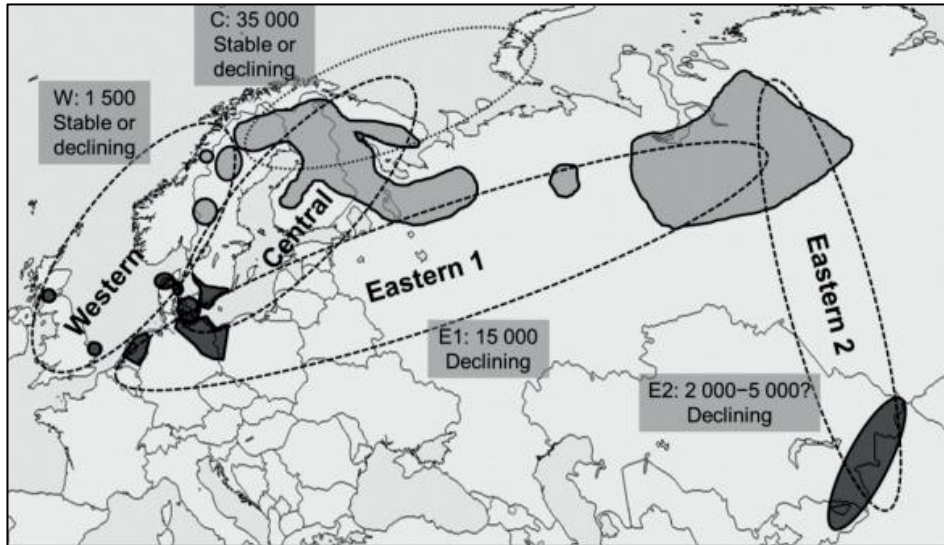 C: 35 000
Stable or
declining
W: 1 500
Stable or
declining
Western
Central
Eastern 1
Eastern 2
E1: 15 000
Declining
E2: 2 000−5 000?
Declining